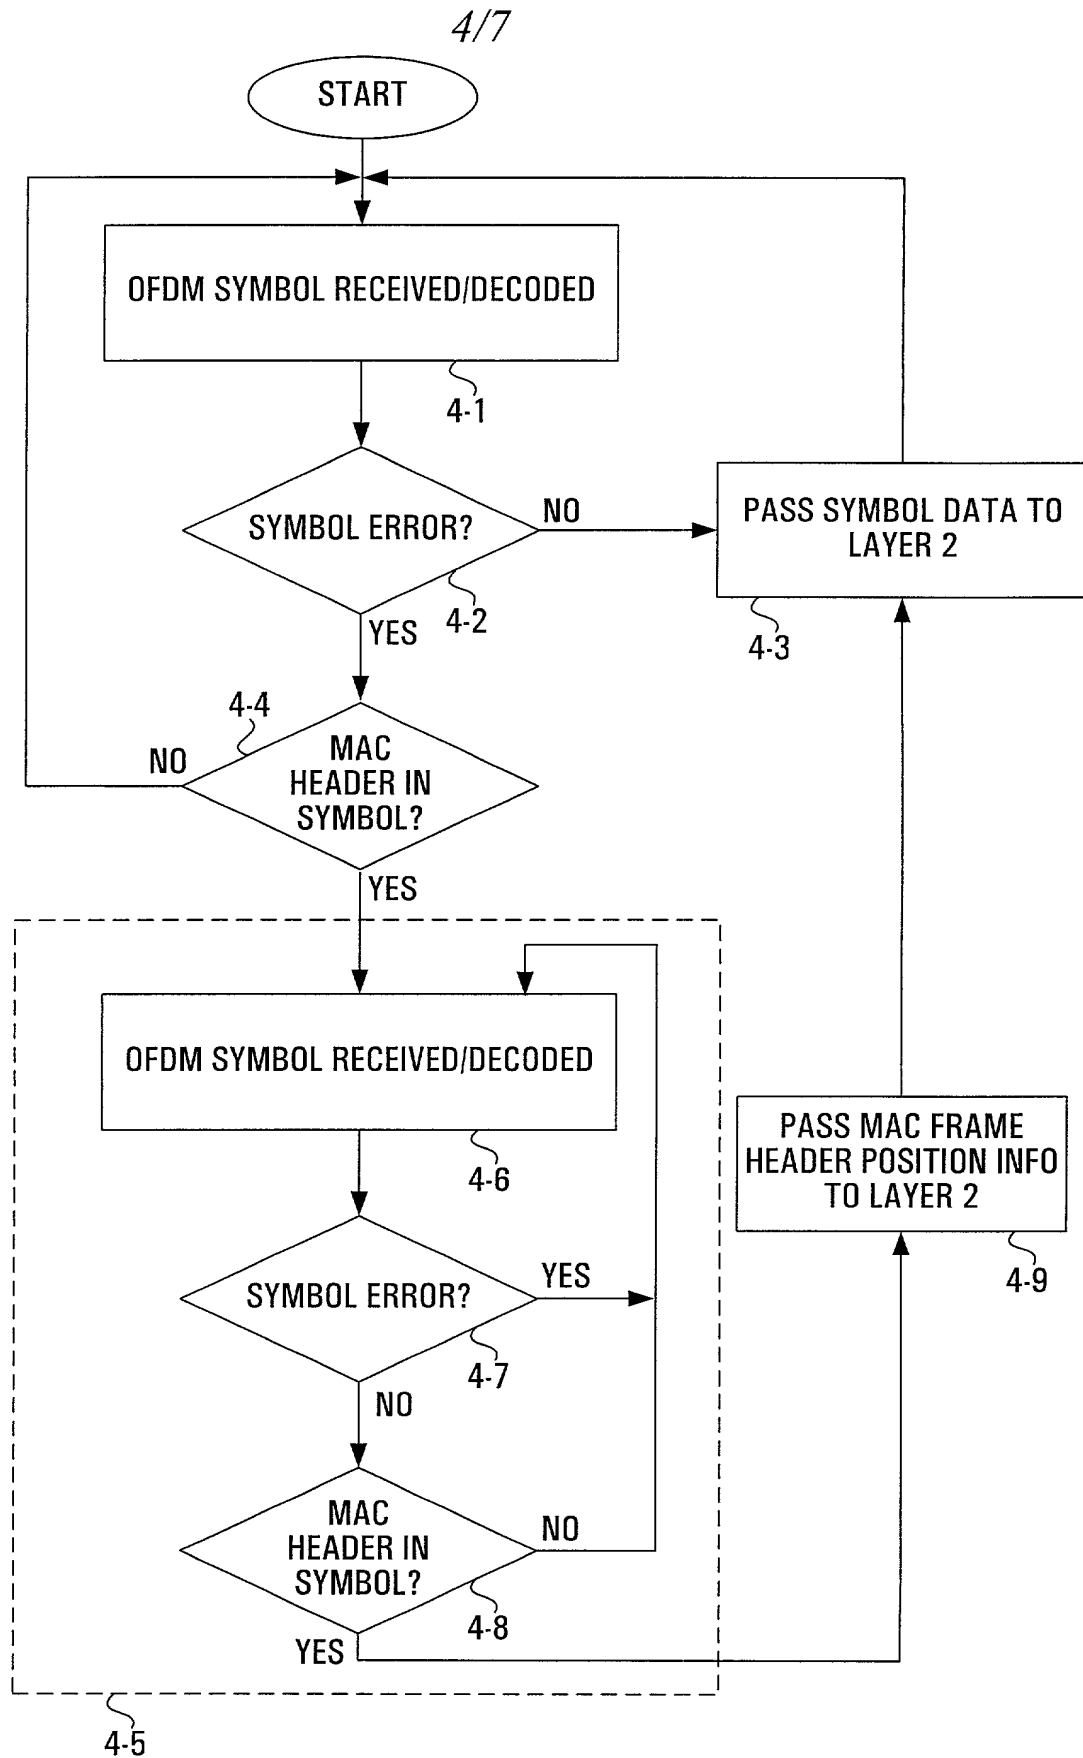 4/7
START
OFDM SYMBOL RECEIVED/DECODED
4-1
SYMBOL ERROR?
NO
PASS SYMBOL DATA TO
LAYER 2
4-2
YES
4-3
4-4
NO
MAC
HEADER IN
SYMBOL?
YES
OFDM SYMBOL RECEIVED/DECODED
4-6
PASS MAC FRAME
HEADER POSITION INFO
TO LAYER 2
4-9
SYMBOL ERROR?
YES
4-7
NO
MAC
HEADER IN
SYMBOL?
NO
4-8
YES
4-5